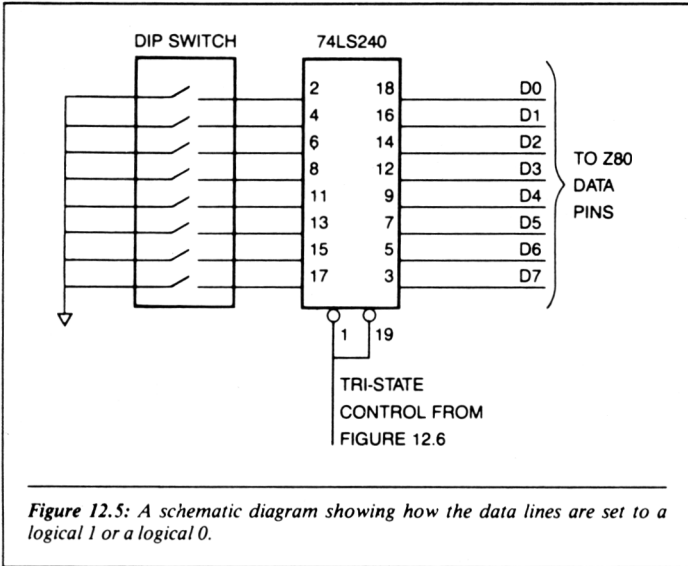 DIP SWITCH 74LS240
2 18 D0
4 16 D1
6 14 D2
8 12 D3
11 9 D4
13 7 D5
15 5 D6
17 3 D7
TO Z80
DATA
PINS
1 19
TRI-STATE
CONTROL FROM
FIGURE 12.6
Figure 12.5: A schematic diagram showing how the data lines are set to a
logical 1 or a logical 0.